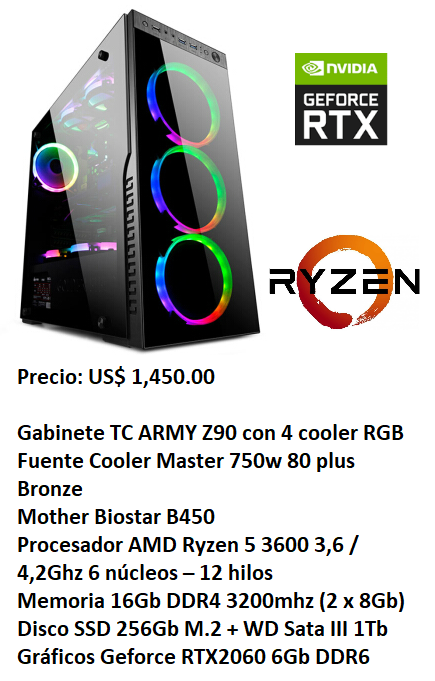 NVIDIA
GEFORCE
RTX
RYZEN
Precio: US$ 1,450.00
Gabinete TC ARMY Z90 con 4 cooler RGB
Fuente Cooler Master 750w 80 plus
Bronze
Mother Biostar B450
Procesador AMD Ryzen 5 3600 3,6 /
4,2Ghz 6 núcleos – 12 hilos
Memoria 16Gb DDR4 3200mhz (2 x 8Gb)
Disco SSD 256Gb M.2 + WD Sata III 1Tb
Gráficos Geforce RTX2060 6Gb DDR6